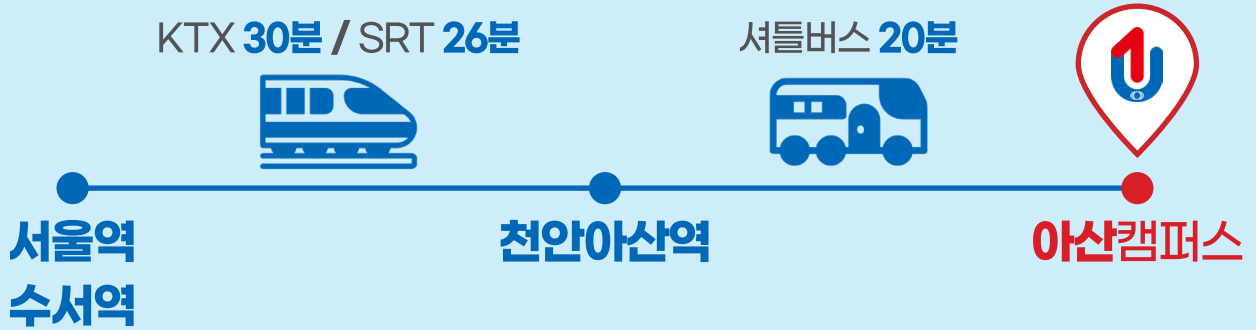 KTX 30분 / SRT 26분
셔틀버스 20분
서울역
수서역
천안아산역
아산캠퍼스